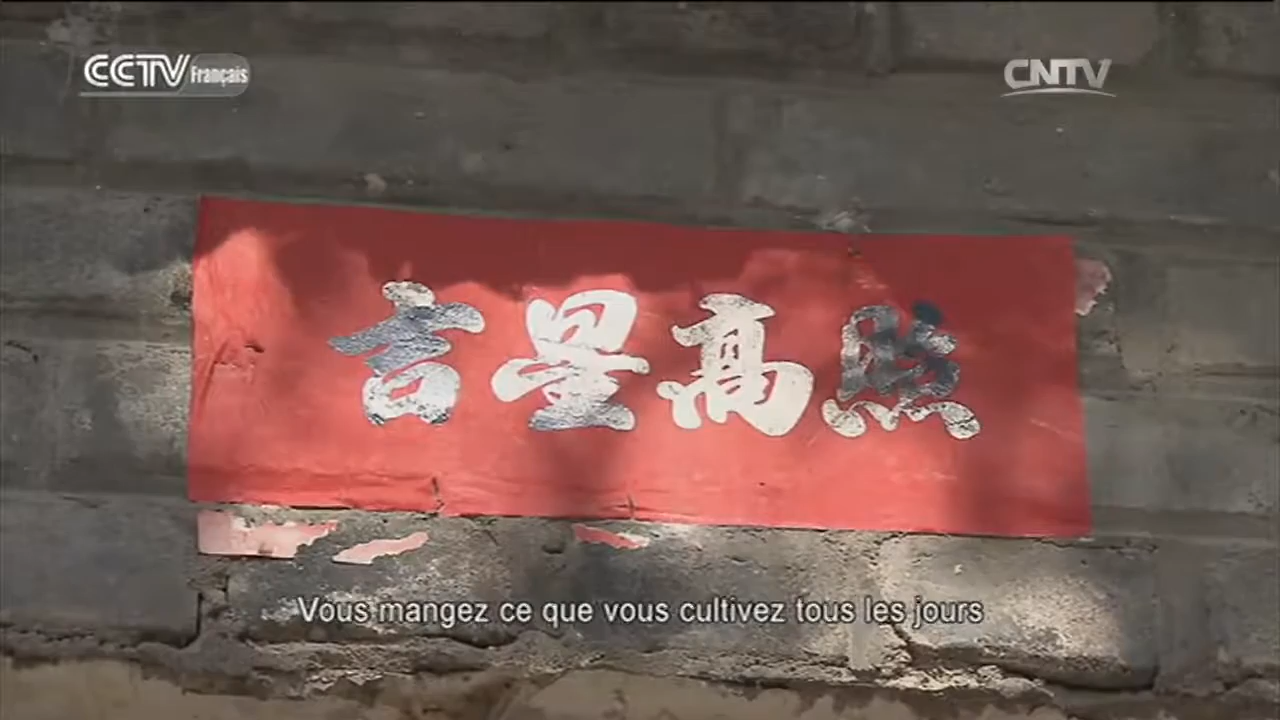 CCTV Français
CNTV
吉星高照
Vous mangez ce que vous cultivez tous les jours